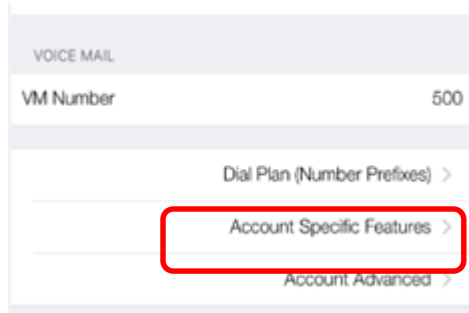 VOICE MAIL
VM Number 500
Dial Plan (Number Prefixes) >
Account Specific Features >
Account Advanced >